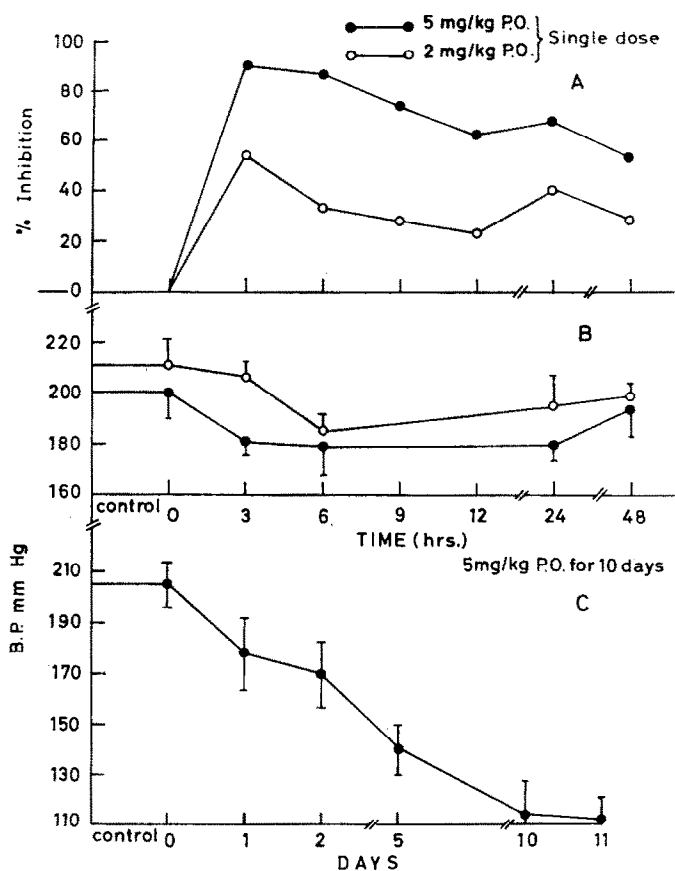 5 mg/kg P.O.
2 mg/kg P.O.
Single dose
A
100
80
60
40
20
0
% Inhibition
B
220
200
180
160
control 0 3 6 9 12 24 48
TIME (hrs.)
5mg/kg P.O. for 10 days
C
210
190
170
150
130
110
B.P. mm Hg
control 0 1 2 5 10 11
DAYS